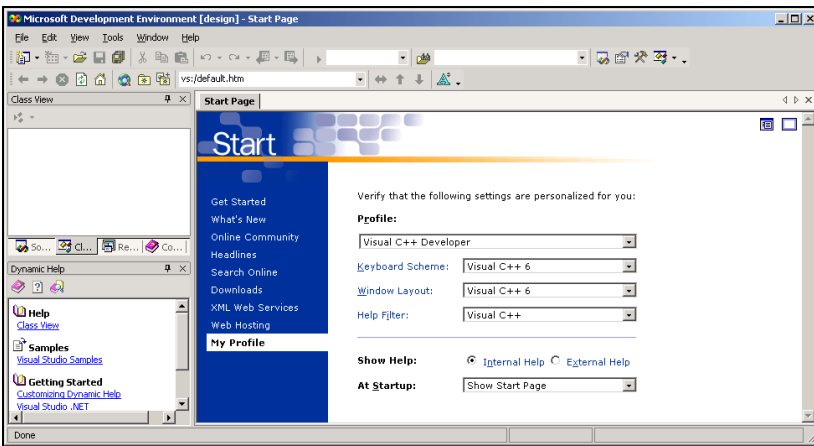 Microsoft Development Environment [design] - Start Page
File Edit View Tools Window Help
vs:/default.htm
Class View
Start Page
Start
Get Started
What's New
Online Community
Headlines
Search Online
Downloads
XML Web Services
Web Hosting
My Profile
Verify that the following settings are personalized for you:
Profile:
Visual C++ Developer
Keyboard Scheme: Visual C++ 6
Window Layout: Visual C++ 6
Help Filter: Visual C++
Show Help: Internal Help External Help
At Startup: Show Start Page
So... Cl... Re... Co...
Dynamic Help
Help
Class View
Samples
Visual Studio Samples
Getting Started
Customizing Dynamic Help
Visual Studio .NET
Done